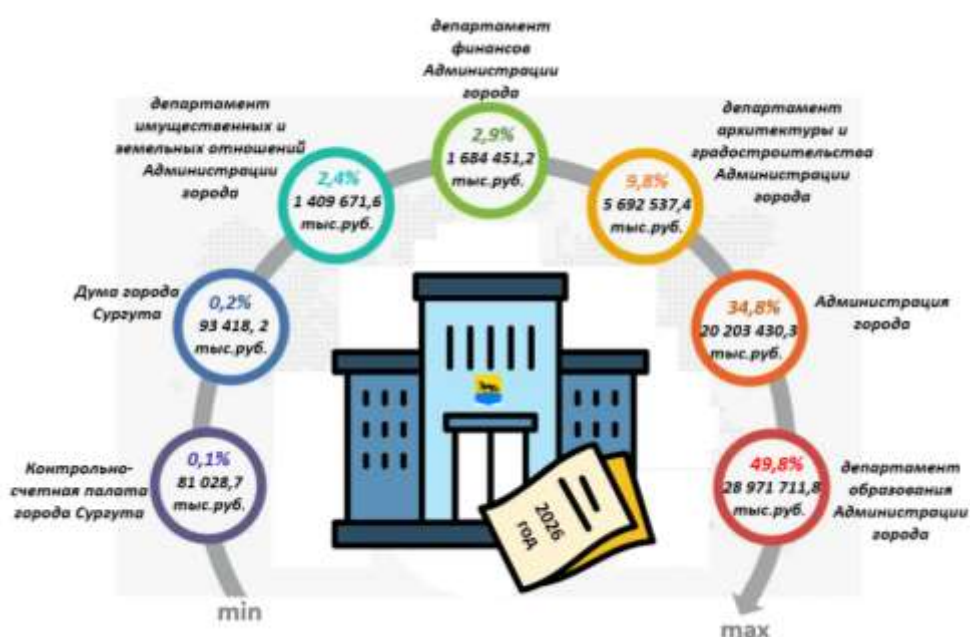 департамент
финансов
Администрации
города
2,9%
1 684 451,2
тыс.руб.
департамент
имущественных и
земельных отношений
Администрации
города
2,4%
1 409 671,6
тыс.руб.
департамент
архитектуры и
градостроительства
Администрации
города
9,8%
5 692 537,4
тыс.руб.
Дума города
Сургута
0,2%
93 418, 2
тыс.руб.
Администрация
города
34,8%
20 203 430,3
тыс.руб.
Контрольно-
счетная палата
города Сургута
0,1%
81 028,7
тыс.руб.
департамент
образования
Администрации
города
49,8%
28 971 711,8
тыс.руб.
2026
год
min
max